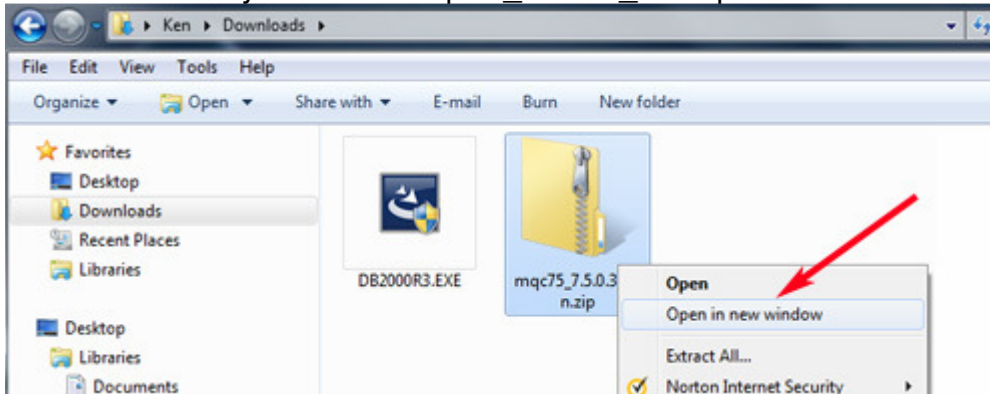 Ken Downloads
File Edit View Tools Help
Organize Open Share with E-mail Burn New folder
Favorites
Desktop
Downloads
Recent Places
Libraries
Desktop
Libraries
Documents
DB2000R3.EXE
mqc75_7.5.0.3
n.zip
Open
Open in new window
Extract All...
Norton Internet Security